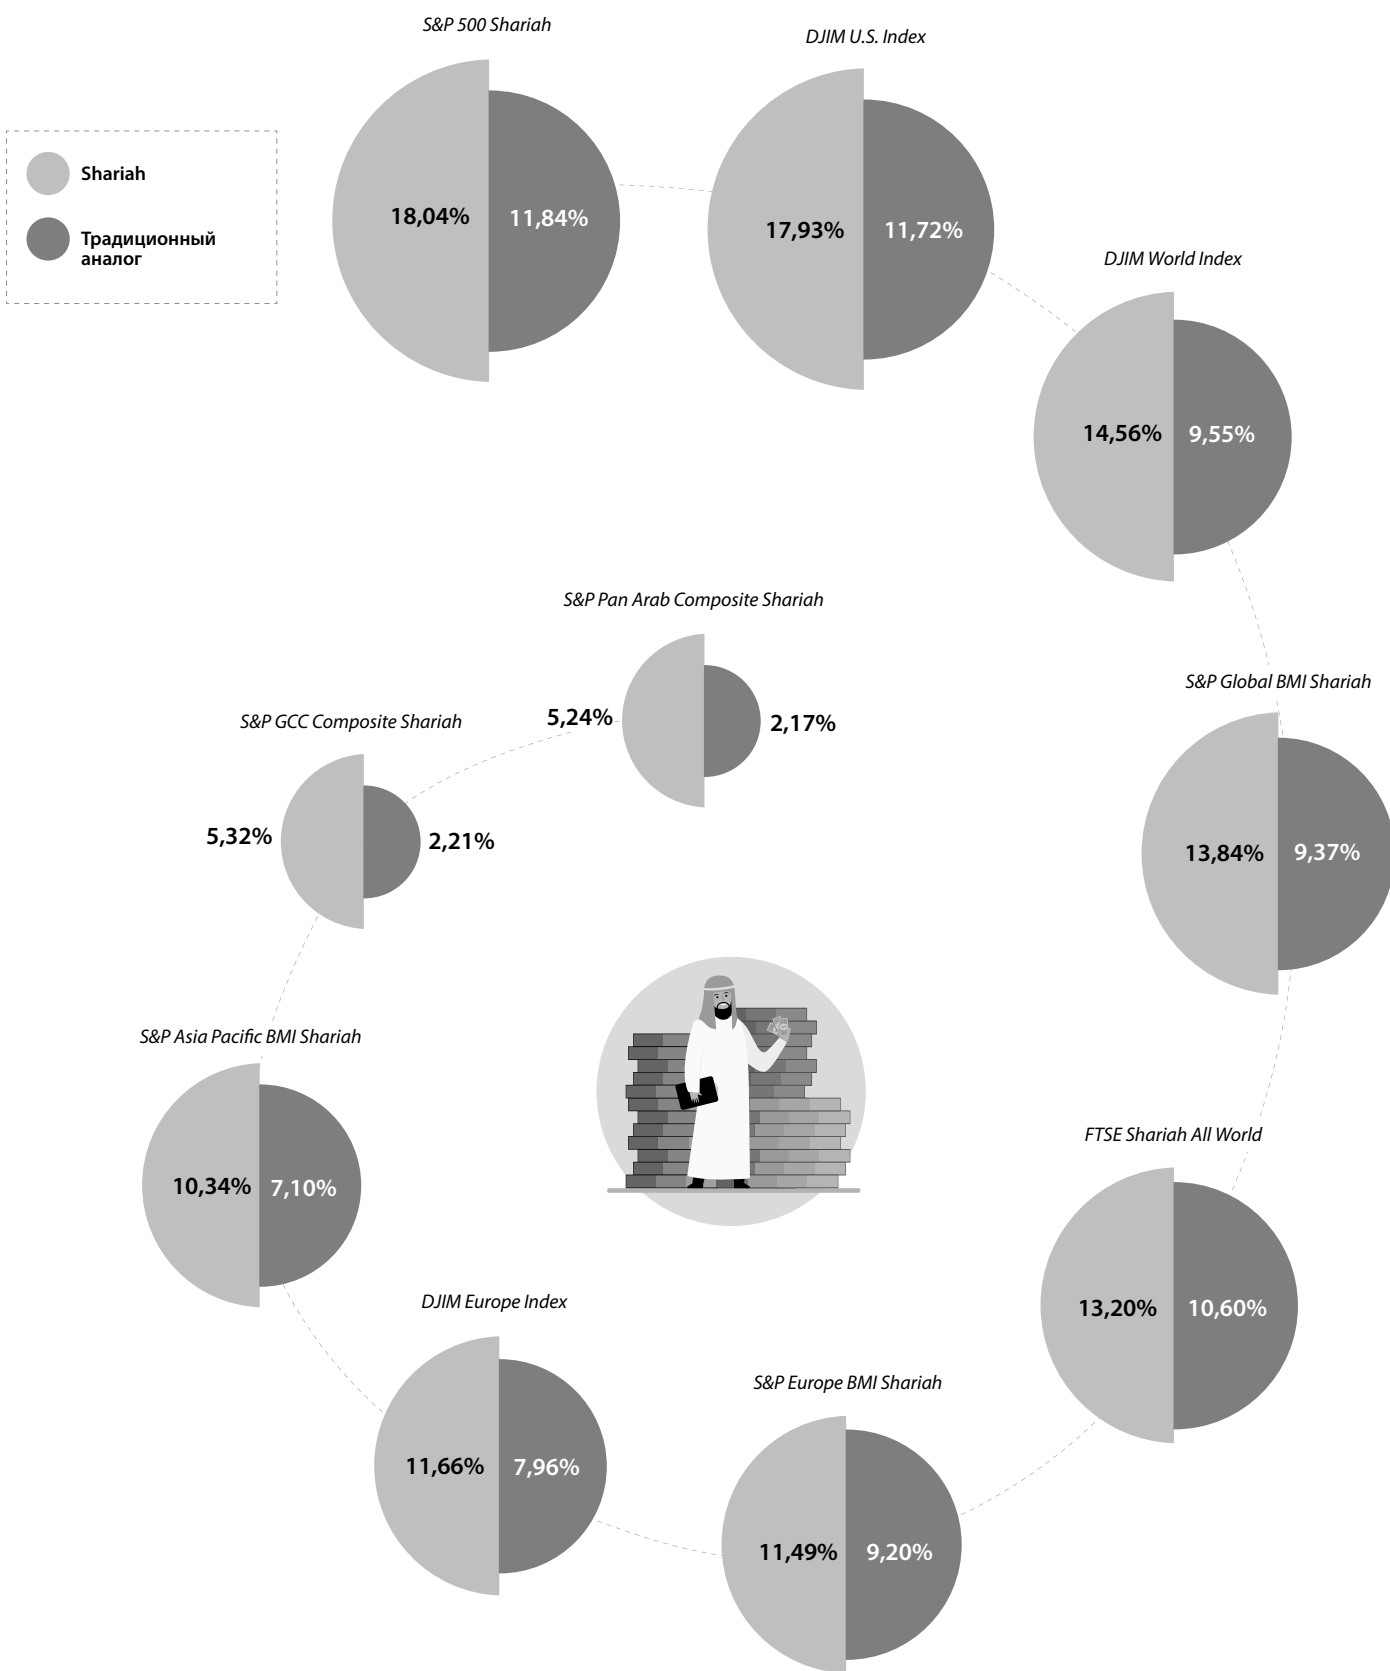 S&P 500 Shariah
18,04%
11,84%
DJIM U.S. Index
17,93%
11,72%
Shariah
Традиционный
аналог
DJIM World Index
14,56%
9,55%
S&P Pan Arab Composite Shariah
5,24%
2,17%
S&P Global BMI Shariah
13,84%
9,37%
S&P GCC Composite Shariah
5,32%
2,21%
S&P Asia Pacific BMI Shariah
10,34%
7,10%
FTSE Shariah All World
13,20%
10,60%
DJIM Europe Index
11,66%
7,96%
S&P Europe BMI Shariah
11,49%
9,20%